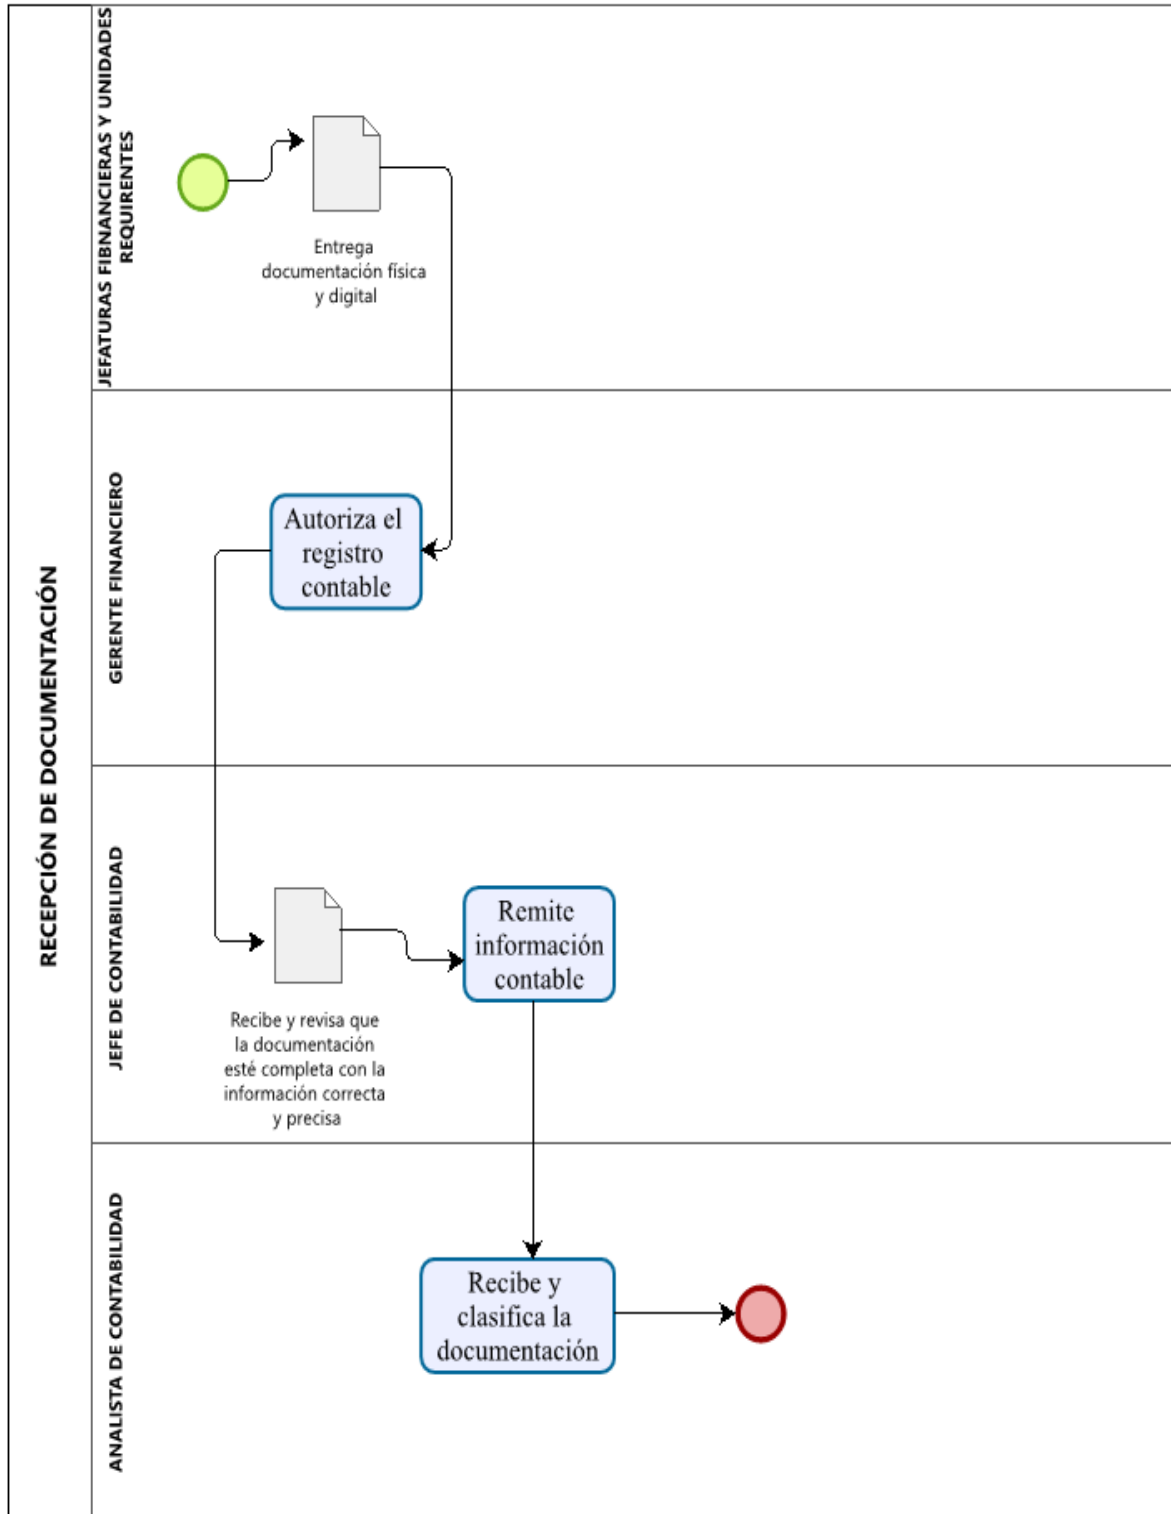 RECEPCIÓN DE DOCUMENTACIÓN
JEFATURAS FIBNANCIERAS Y UNIDADES
REQUIRENTES
Entrega
documentación física
y digital
GERENTE FINANCIERO
Autoriza el
registro
contable
JEFE DE CONTABILIDAD
Recibe y revisa que
la documentación
esté completa con la
información correcta
y precisa
Remite
información
contable
ANALISTA DE CONTABILIDAD
Recibe y
clasifica la
documentación